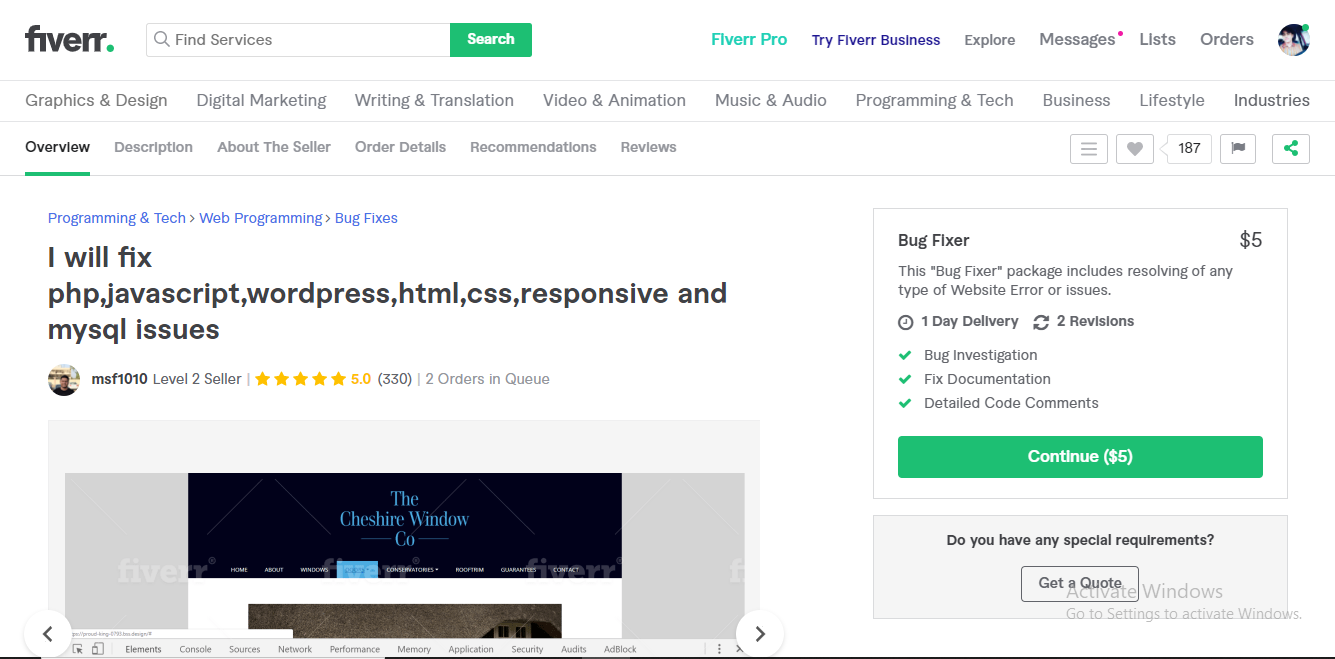 fiverr.
Find Services
Search
Fiverr Pro
Try Fiverr Business
Explore
Messages
Lists
Orders
Graphics & Design
Digital Marketing
Writing & Translation
Video & Animation
Music & Audio
Programming & Tech
Business
Lifestyle
Industries
Overview
Description
About The Seller
Order Details
Recommendations
Reviews
187
Programming & Tech > Web Programming > Bug Fixes
I will fix
php,javascript,wordpress,html,css,responsive and
mysql issues
msf1010 Level 2 Seller | 5.0 (330) | 2 Orders in Queue
The
Cheshire Window
Co
fiverr®
fiverr®
fiverr®
HOME
ABOUT
WINDOWS
CONSERVATORIES
ROOFTRIM
GUARANTEES
CONTACT
Elements
Console
Sources
Network
Performance
Memory
Application
Security
Audits
AdBlock
Bug Fixer
$5
This "Bug Fixer" package includes resolving of any
type of Website Error or issues.
1 Day Delivery
2 Revisions
Bug Investigation
Fix Documentation
Detailed Code Comments
Continue ($5)
Do you have any special requirements?
Get a Quote
Activate Windows
Go to Settings to activate Windows.